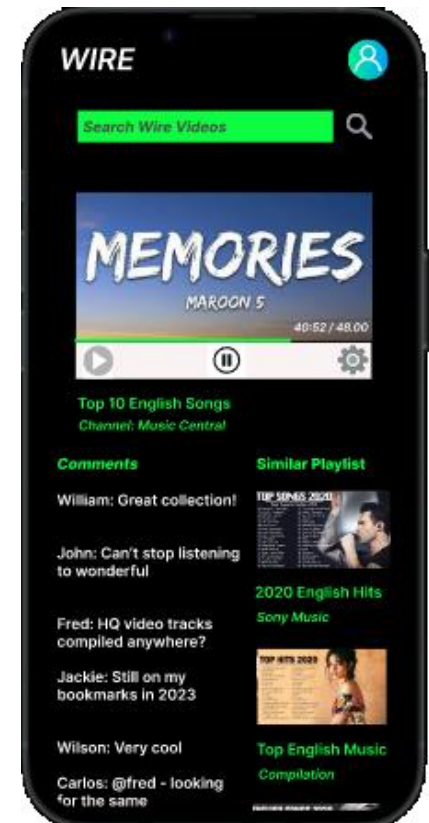 WIRE
Search Wire Videos
MEMORIES
MAROON 5
40:52 / 48.00
Top 10 English Songs
Channel: Music Central
Comments
William: Great collection!
John: Can't stop listening
to wonderful
Fred: HQ video tracks
compiled anywhere?
Jackie: Still on my
bookmarks in 2023
Wilson: Very cool
Carlos: @fred - looking
for the same
Similar Playlist
TOP SONGS 2020
2020 English Hits
Sony Music
TOP HITS 2020
Top English Music
Compilation